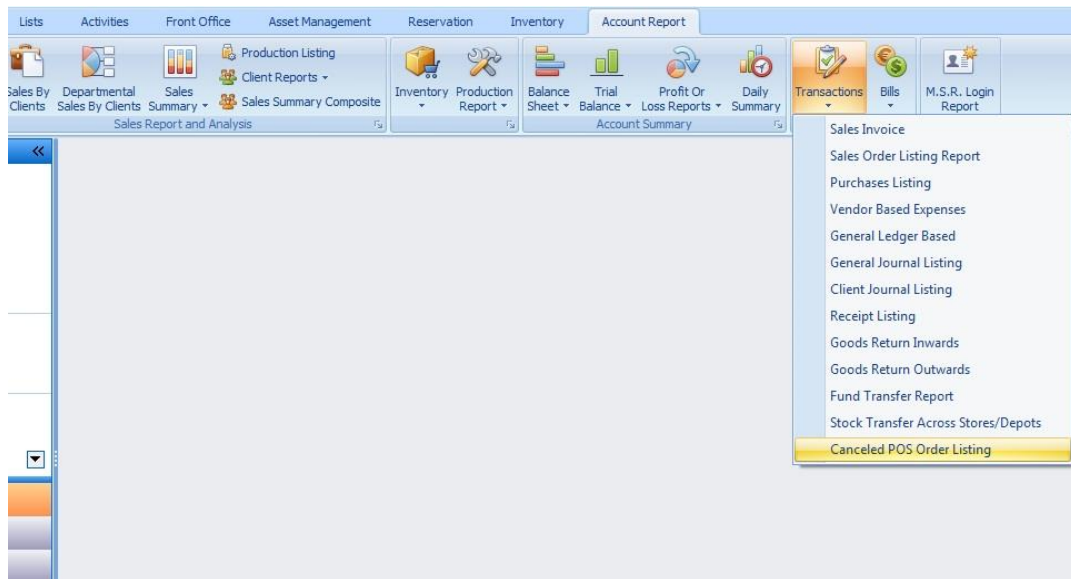 Lists Activities Front Office Asset Management Reservation Inventory Account Report
Production Listing
Client Reports
Sales Summary Composite
Sales By Clients
Departmental Sales By Clients
Sales Summary
Inventory
Production Report
Balance Sheet
Trial Balance
Profit Or Loss Reports
Daily Summary
Transactions
Bills
M.S.R. Login Report
Sales Report and Analysis
Account Summary
Sales Invoice
Sales Order Listing Report
Purchases Listing
Vendor Based Expenses
General Ledger Based
General Journal Listing
Client Journal Listing
Receipt Listing
Goods Return Inwards
Goods Return Outwards
Fund Transfer Report
Stock Transfer Across Stores/Depots
Canceled POS Order Listing